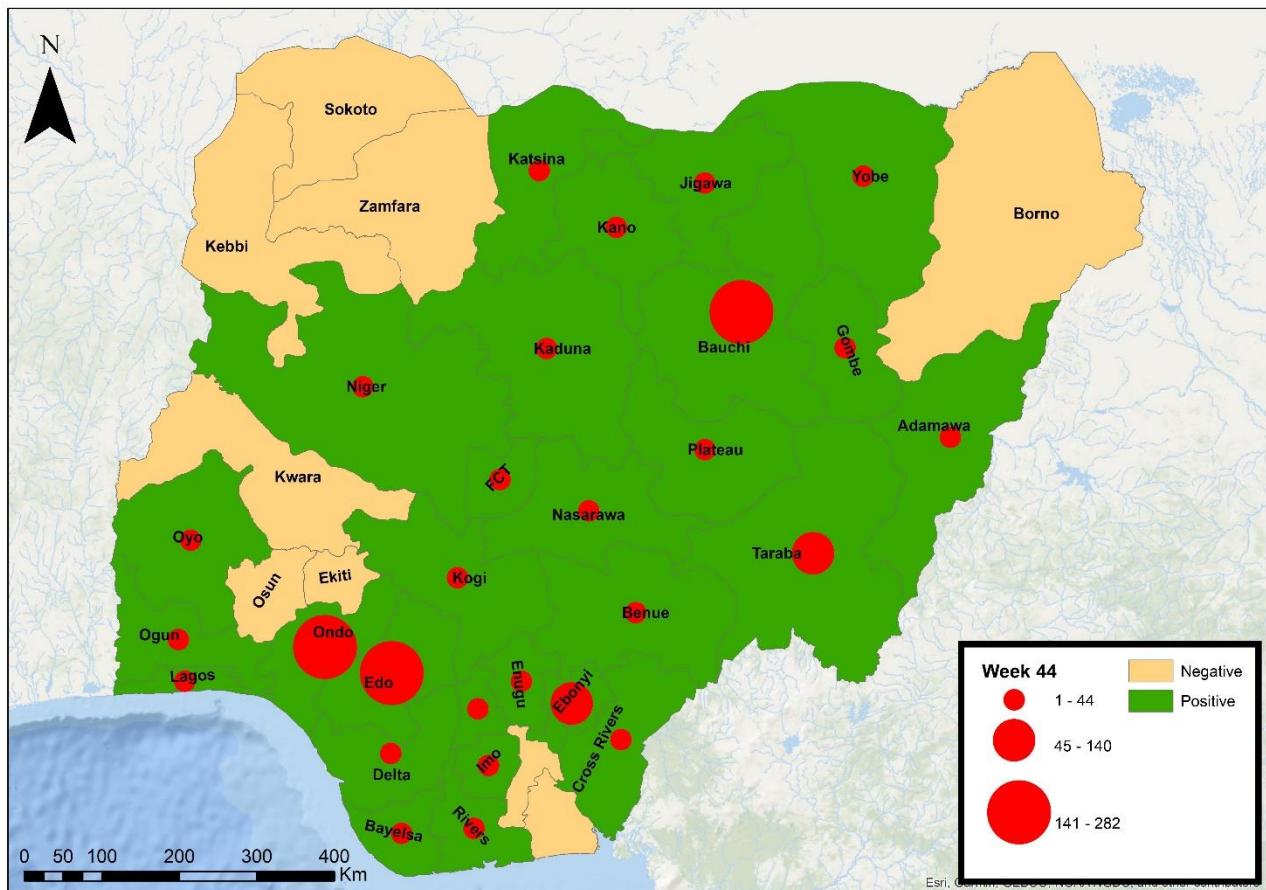 N
Sokoto
Katsina
Jigawa
Yobe
Zamfara
Borno
Kano
Kebbi
Bauchi
Gombe
Kaduna
Niger
Adamawa
Plateau
Kwara
FCT
Nasarawa
Oyo
Taraba
Kogi
Osun
Ekiti
Benue
Ogun
Ondo
Lagos
Edo
Enugu
Ebonyi
Cross Rivers
Delta
Imo
Bayelsa
Rivers
Week 44
1 - 44
45 - 140
141 - 282
Negative
Positive
0 50 100 200 300 400
Km
Esri,